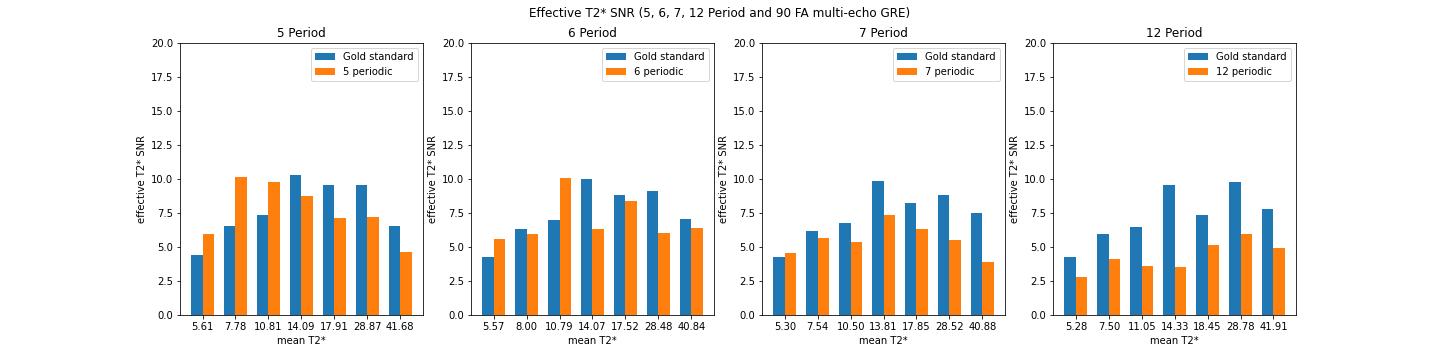 Effective T2* SNR (5, 6, 7, 12 Period and 90 FA multi-echo GRE)
5 Period
20.0
17.5
15.0
12.5
10.0
7.5
5.0
2.5
0.0
effective T2* SNR
Gold standard
5 periodic
5.61 7.78 10.81 14.09 17.91 28.87 41.68
mean T2*
6 Period
20.0
17.5
15.0
12.5
10.0
7.5
5.0
2.5
0.0
effective T2* SNR
Gold standard
6 periodic
5.57 8.00 10.79 14.07 17.52 28.48 40.84
mean T2*
7 Period
20.0
17.5
15.0
12.5
10.0
7.5
5.0
2.5
0.0
effective T2* SNR
Gold standard
7 periodic
5.30 7.54 10.50 13.81 17.85 28.52 40.88
mean T2*
12 Period
20.0
17.5
15.0
12.5
10.0
7.5
5.0
2.5
0.0
effective T2* SNR
Gold standard
12 periodic
5.28 7.50 11.05 14.33 18.45 28.78 41.91
mean T2*